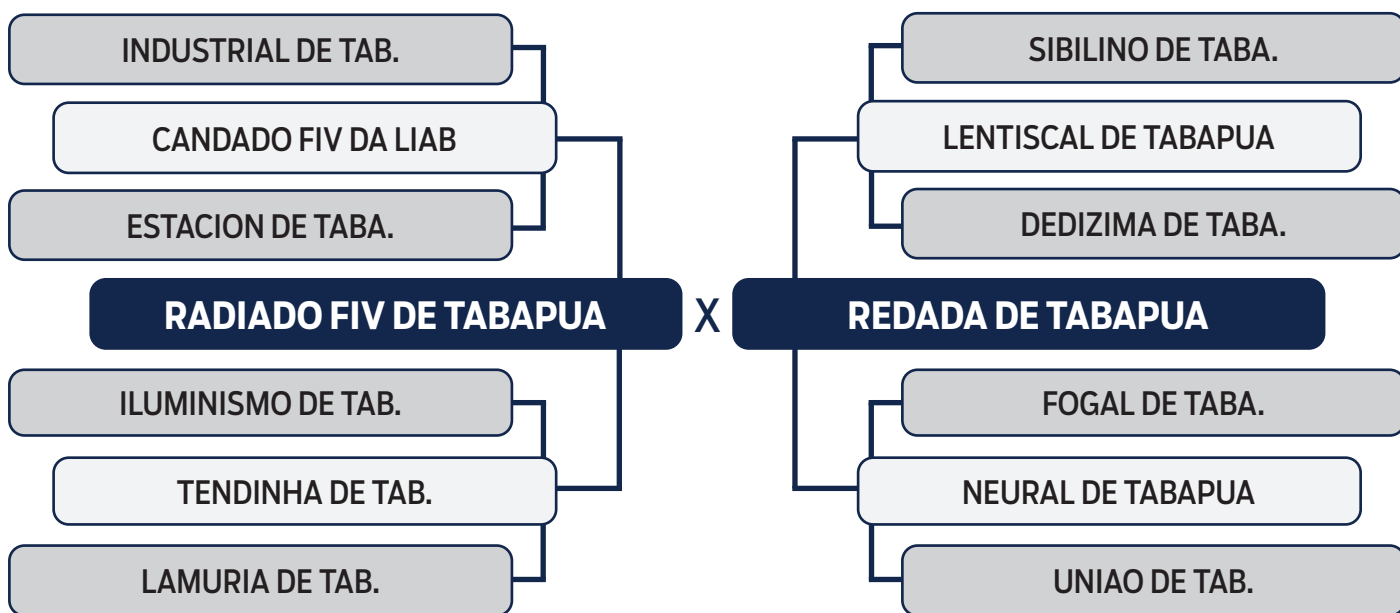 INDUSTRIAL DE TAB.
CANDADO FIV DA LIAB
ESTACION DE TABA.
RADIADO FIV DE TABAPUA
ILUMINISMO DE TAB.
TENDINHA DE TAB.
LAMURIA DE TAB.
X
SIBILINO DE TABA.
LENTISCAL DE TABAPUA
DEDIZIMA DE TABA.
REDADA DE TABAPUA
FOGAL DE TABA.
NEURAL DE TABAPUA
UNIAO DE TAB.